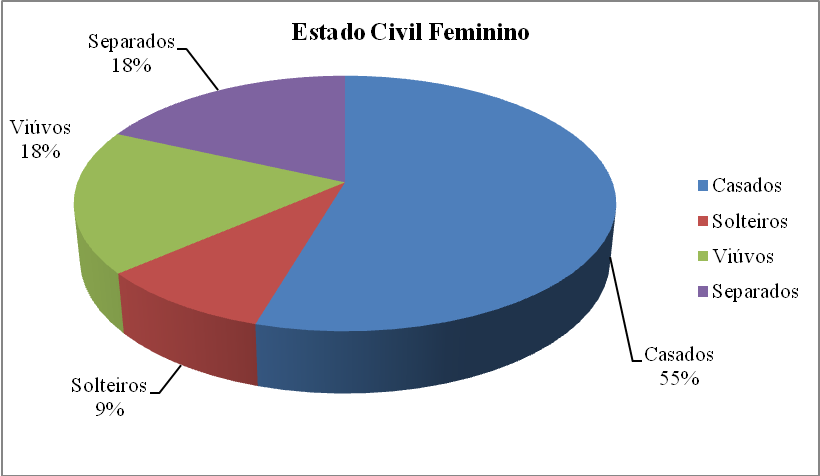 Estado Civil Feminino
Separados
18%
Viúvos
18%
Casados
Solteiros
Viúvos
Separados
Casados
55%
Solteiros
9%